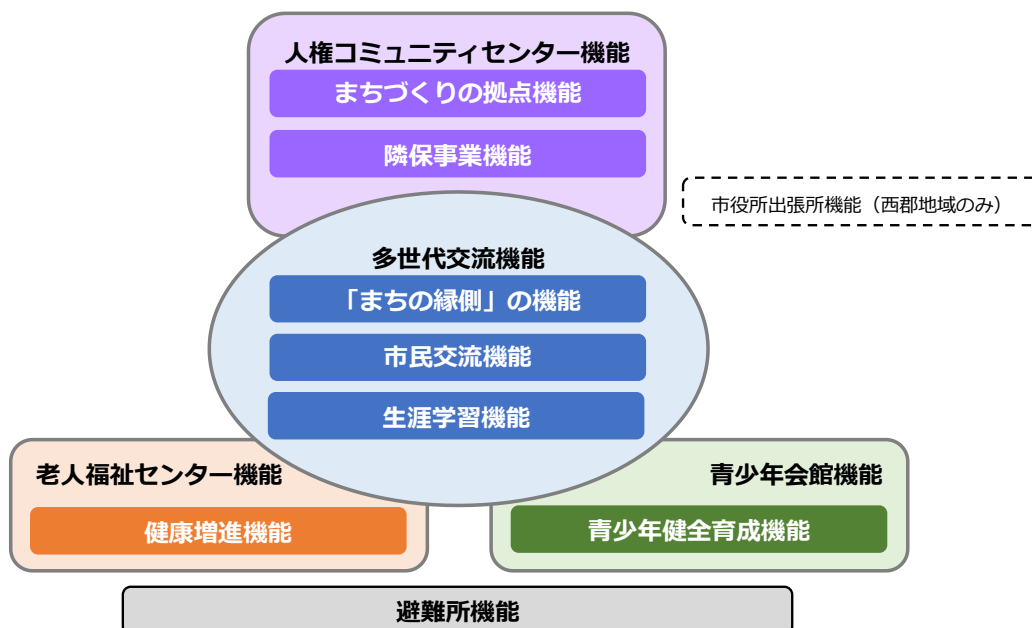 人権コミュニティセンター機能
まちづくりの拠点機能
隣保事業機能
市役所出張所機能（西郡地域のみ）
多世代交流機能
「まちの縁側」の機能
市民交流機能
生涯学習機能
老人福祉センター機能
健康増進機能
青少年会館機能
青少年健全育成機能
避難所機能